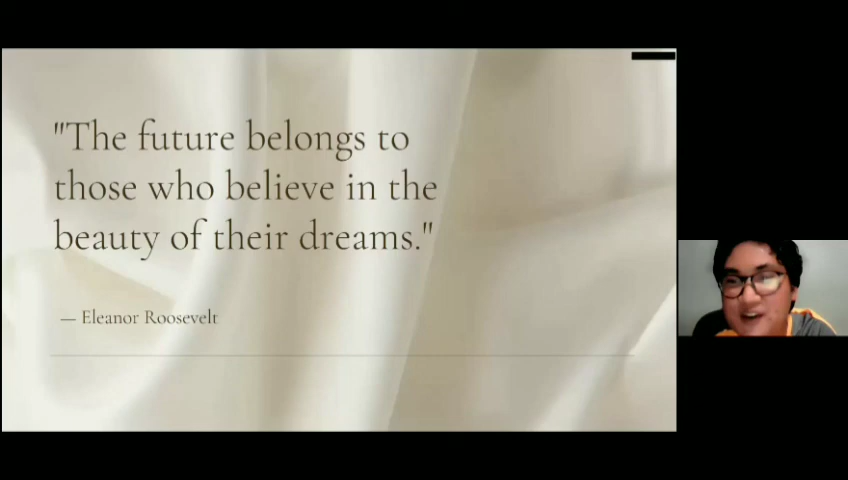 "The future belongs to
those who believe in the
beauty of their dreams."
— Eleanor Roosevelt